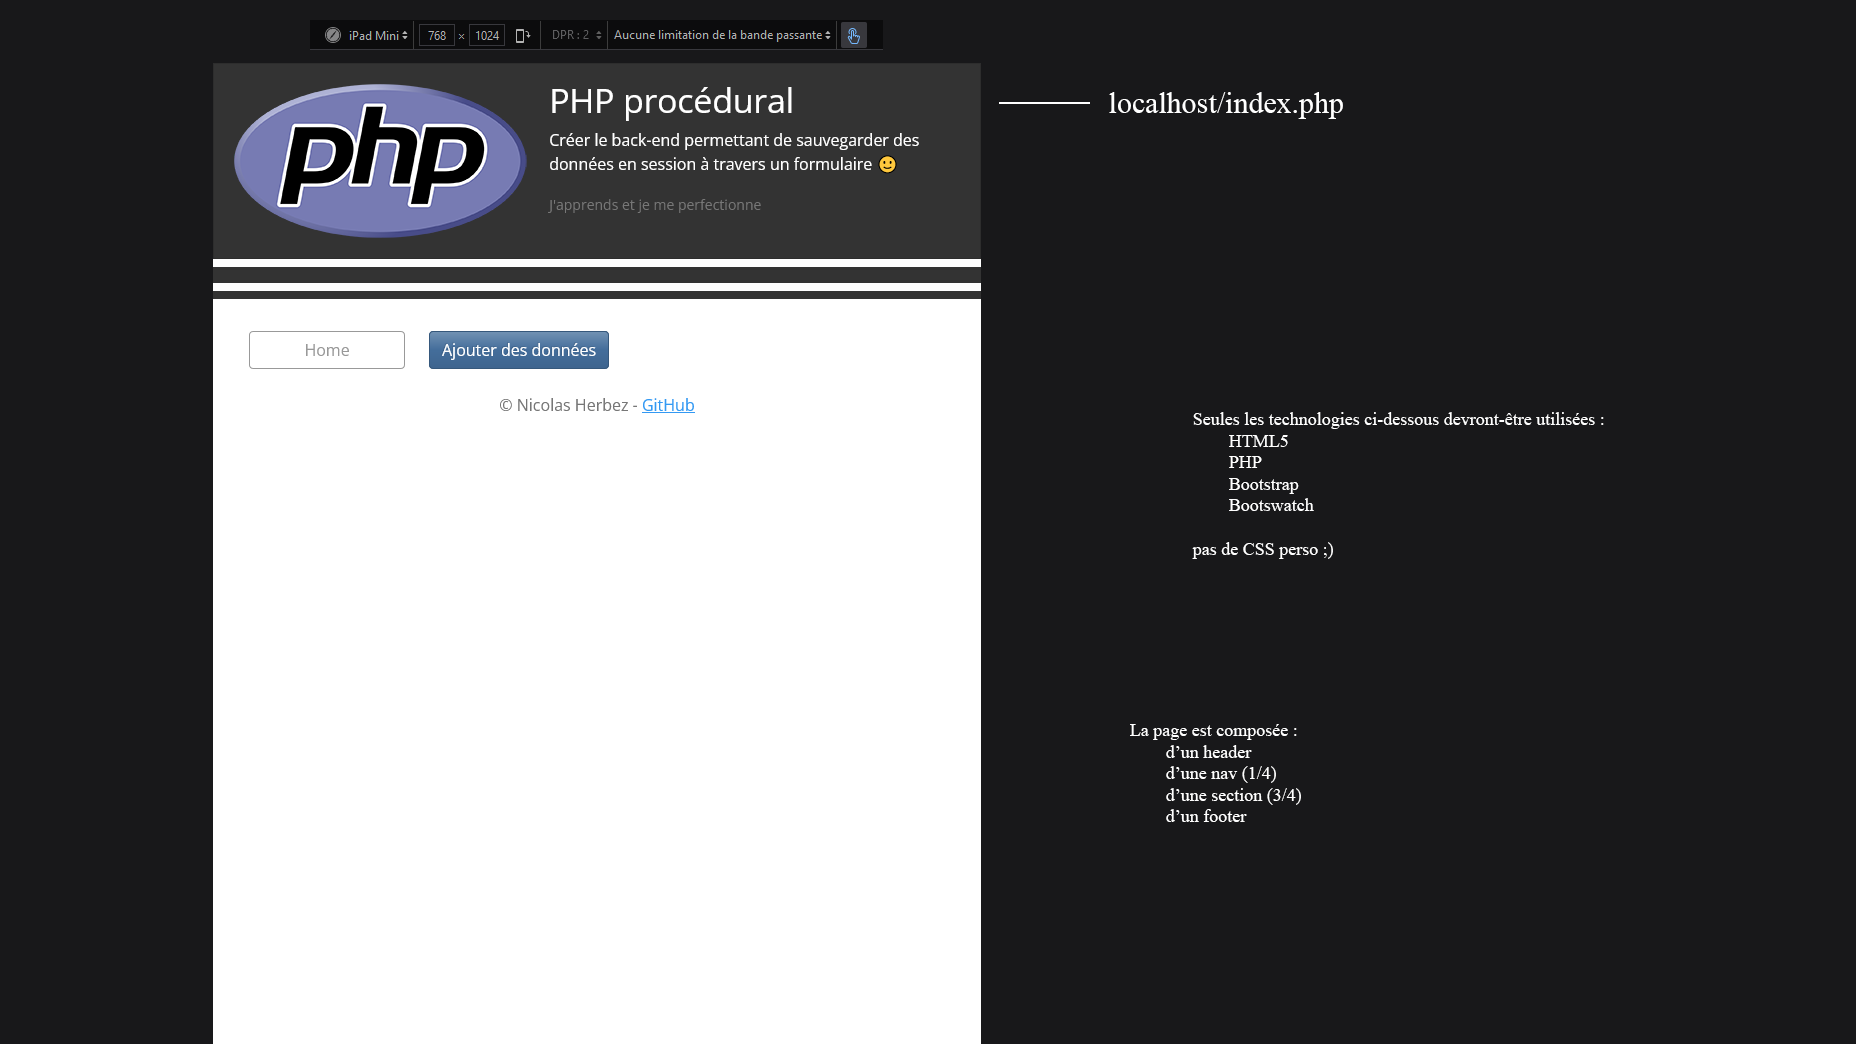 iPad Mini 768 × 1024 DPR : 2 Aucune limitation de la bande passante
php
PHP procédural
Créer le back-end permettant de sauvegarder des
données en session à travers un formulaire 🙂
J'apprends et je me perfectionne
localhost/index.php
Home
Ajouter des données
© Nicolas Herbez - GitHub
Seules les technologies ci-dessous devront-être utilisées :
HTML5
PHP
Bootstrap
Bootswatch
pas de CSS perso ;)
La page est composée :
d’un header
d’une nav (1/4)
d’une section (3/4)
d’un footer